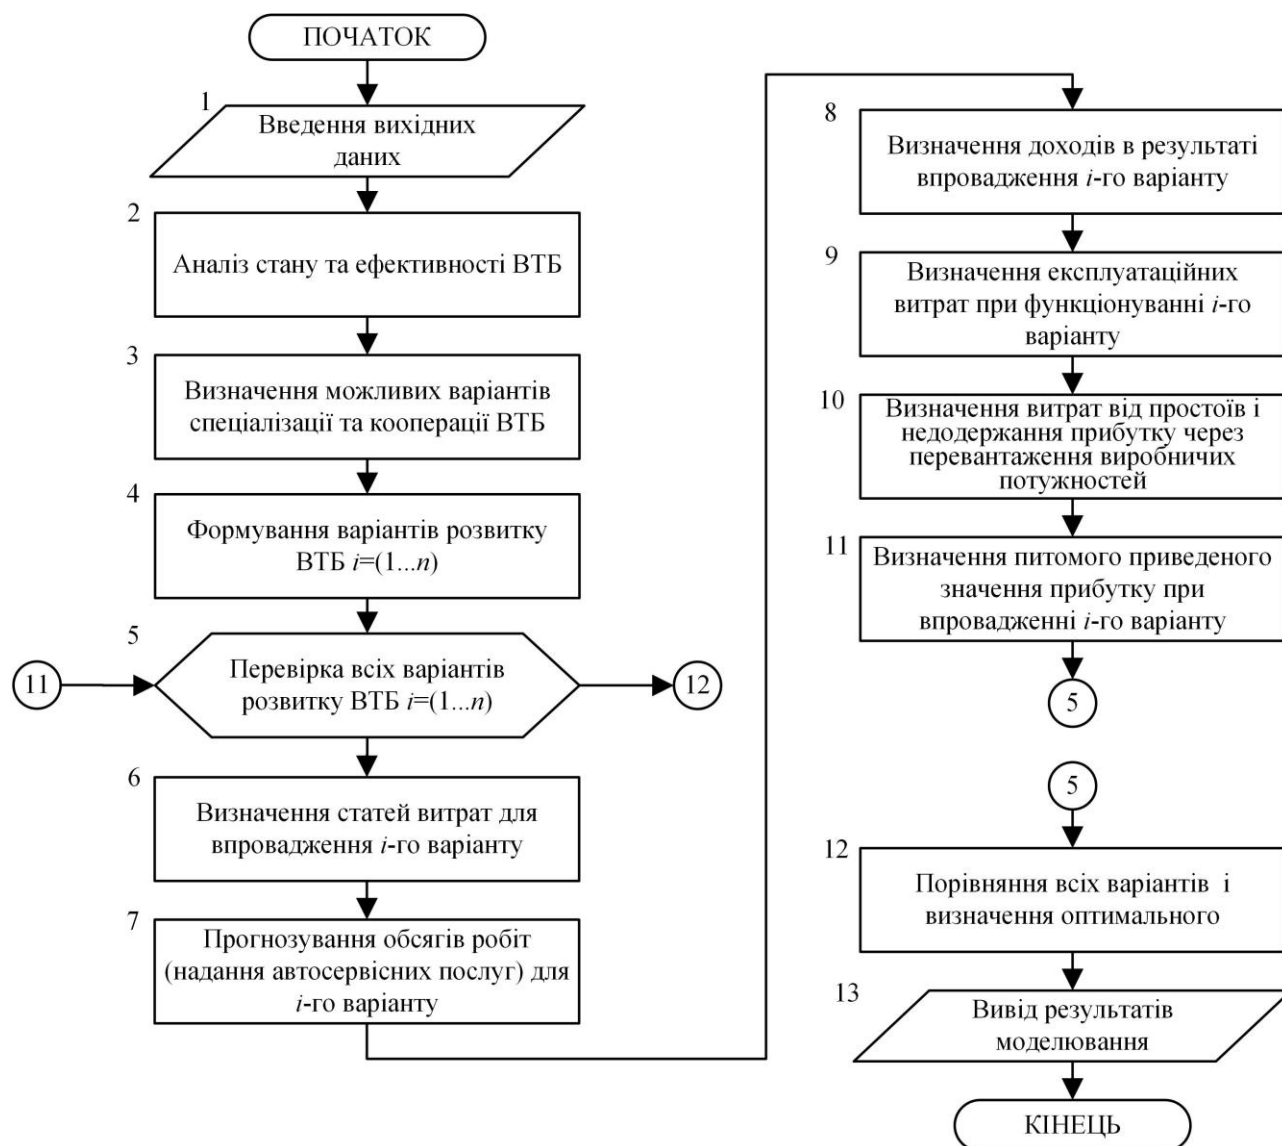 ПОЧАТОК
1
Введення вихідних
даних
2
Аналіз стану та ефективності ВТБ
3
Визначення можливих варіантів
спеціалізації та кооперації ВТБ
4
Формування варіантів розвитку
ВТБ i=(1...n)
5
11
Перевірка всіх варіантів
розвитку ВТБ i=(1...n)
12
6
Визначення статей витрат для
впровадження i-го варіанту
7
Прогнозування обсягів робіт
(надання автосервісних послуг) для
i-го варіанту
8
Визначення доходів в результаті
впровадження i-го варіанту
9
Визначення експлуатаційних
витрат при функціонуванні i-го
варіанту
10
Визначення витрат від простоїв і
недодержання прибутку через
перевантаження виробничих
потужностей
11
Визначення питомого приведеного
значення прибутку при
впровадженні i-го варіанту
5
5
12
Порівняння всіх варіантів і
визначення оптимального
13
Вивід результатів
моделювання
КІНЕЦЬ